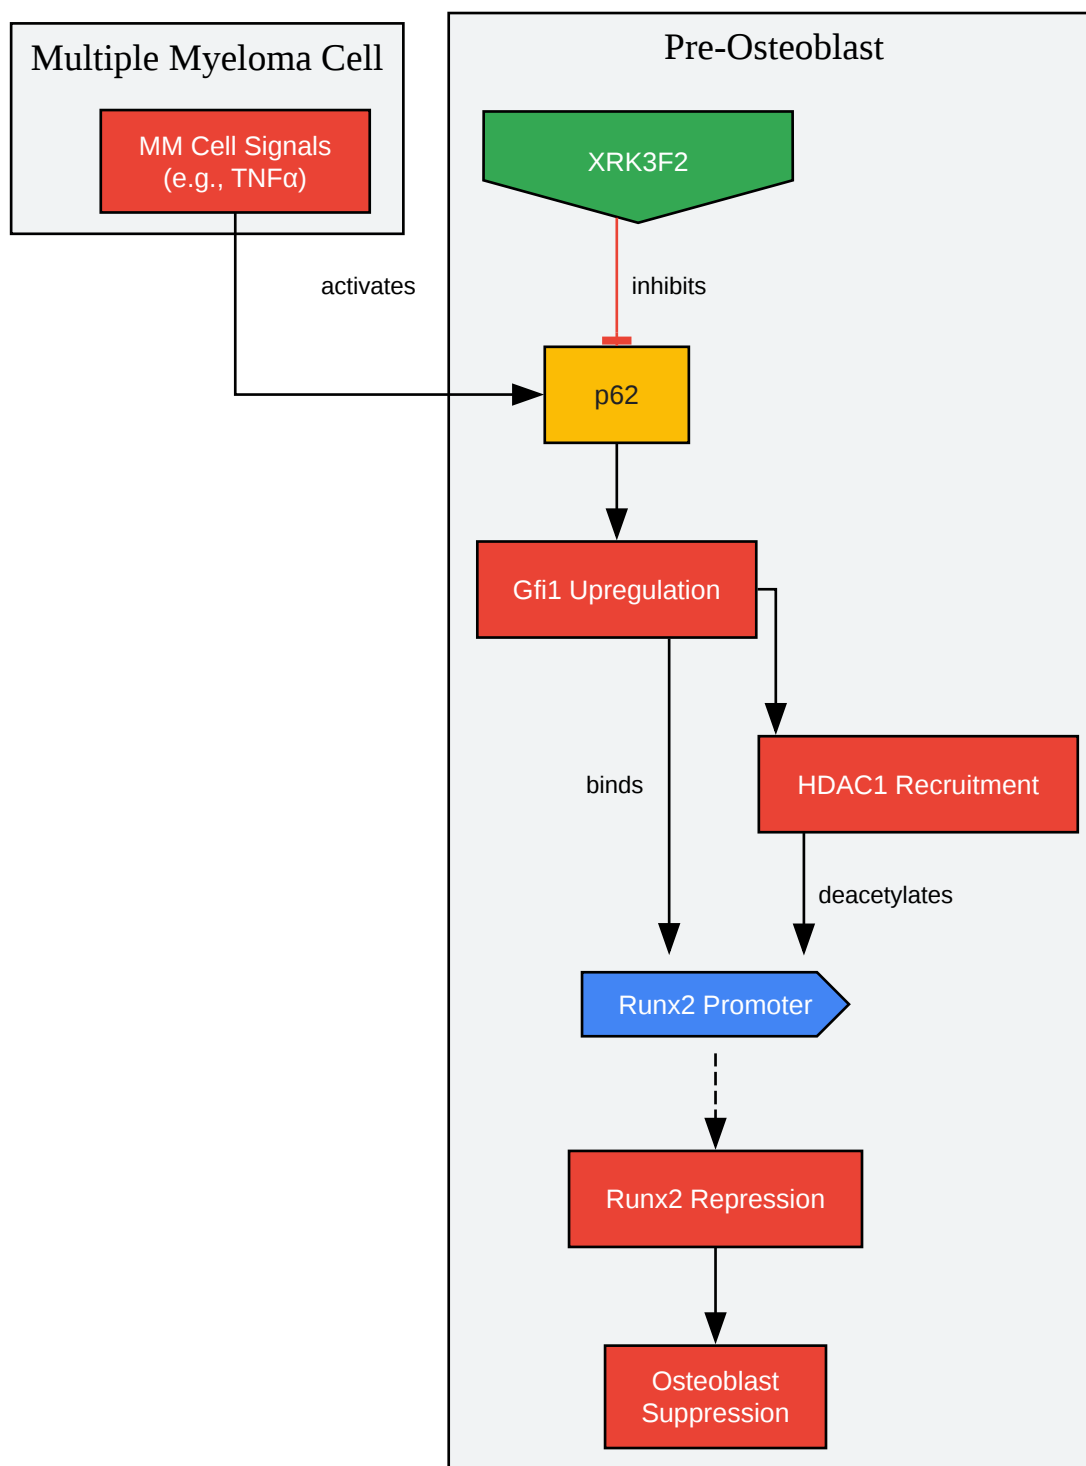 Multiple Myeloma Cell
MM Cell Signals
(e.g., TNFα)
Pre-Osteoblast
XRK3F2
activates
inhibits
p62
Gfi1 Upregulation
binds
HDAC1 Recruitment
deacetylates
Runx2 Promoter
Runx2 Repression
Osteoblast
Suppression